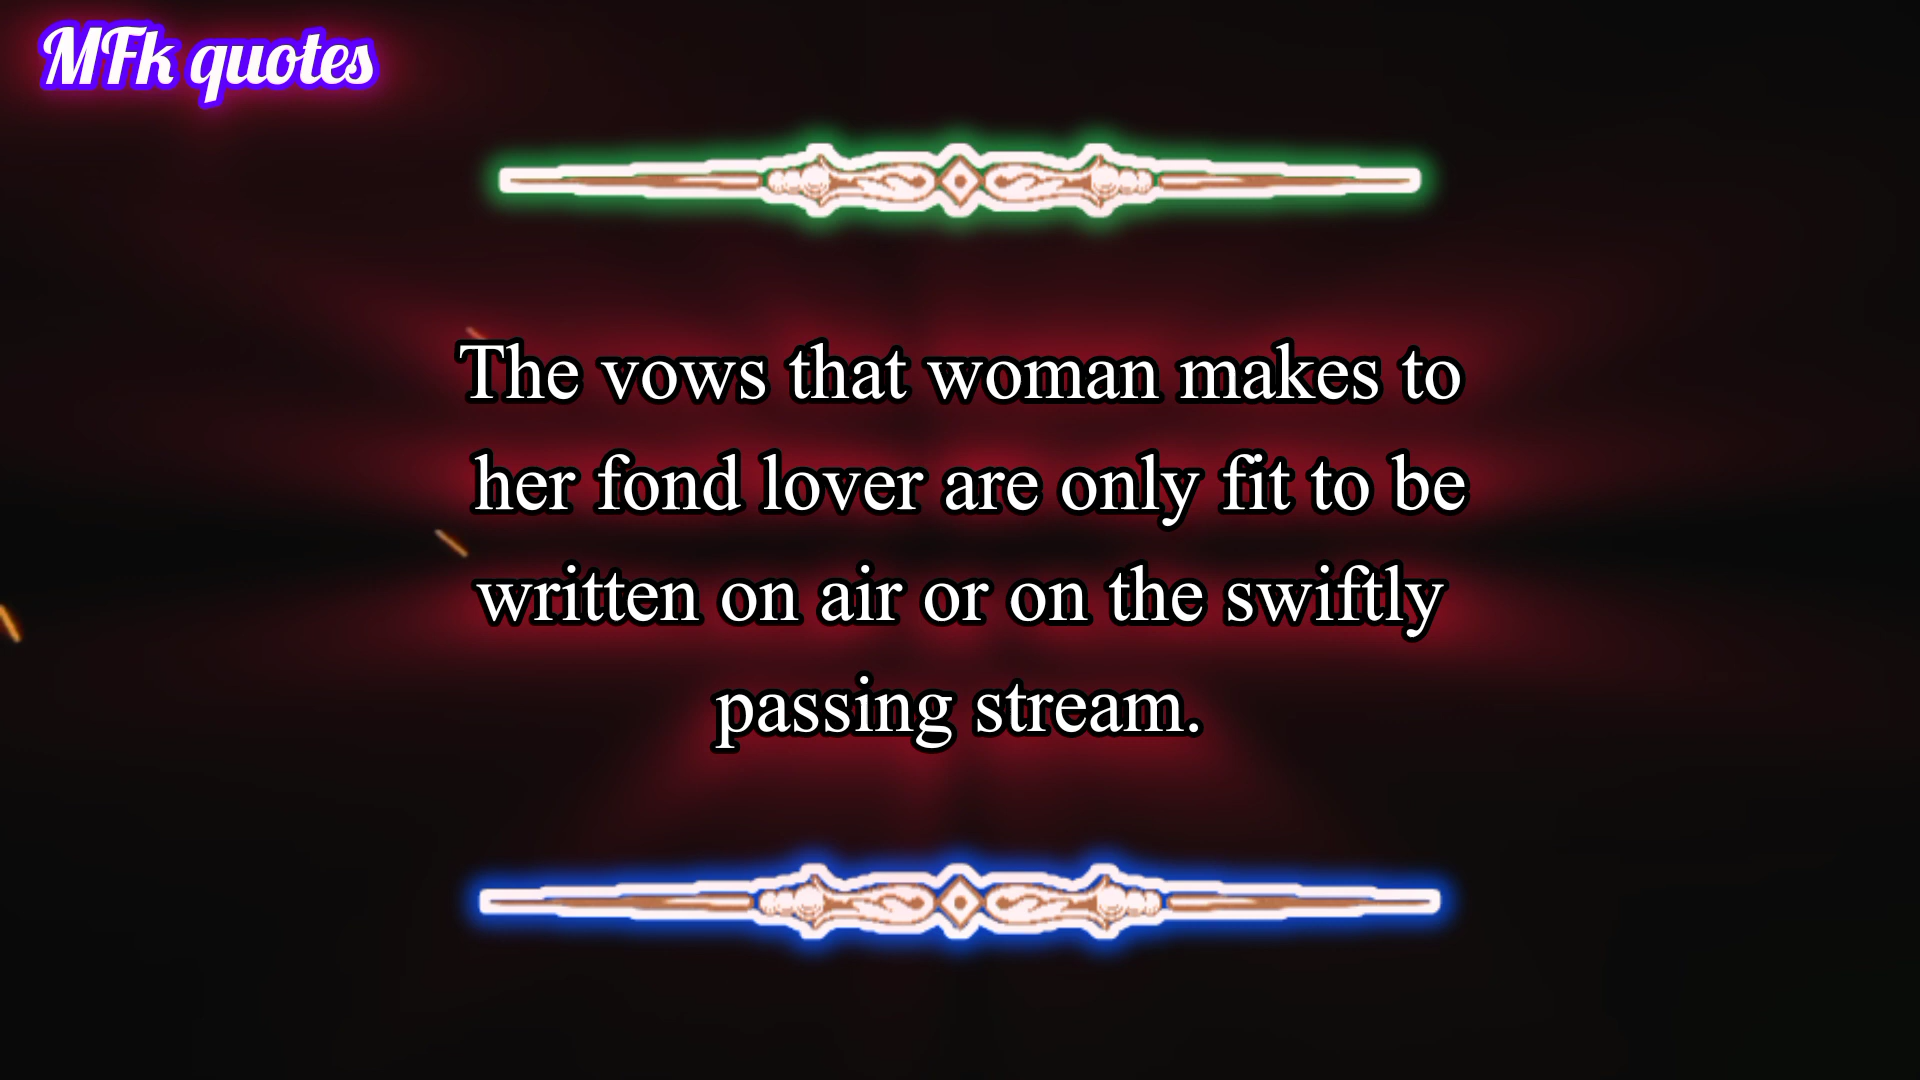 MFk quotes
The vows that woman makes to
her fond lover are only fit to be
written on air or on the swiftly
passing stream.